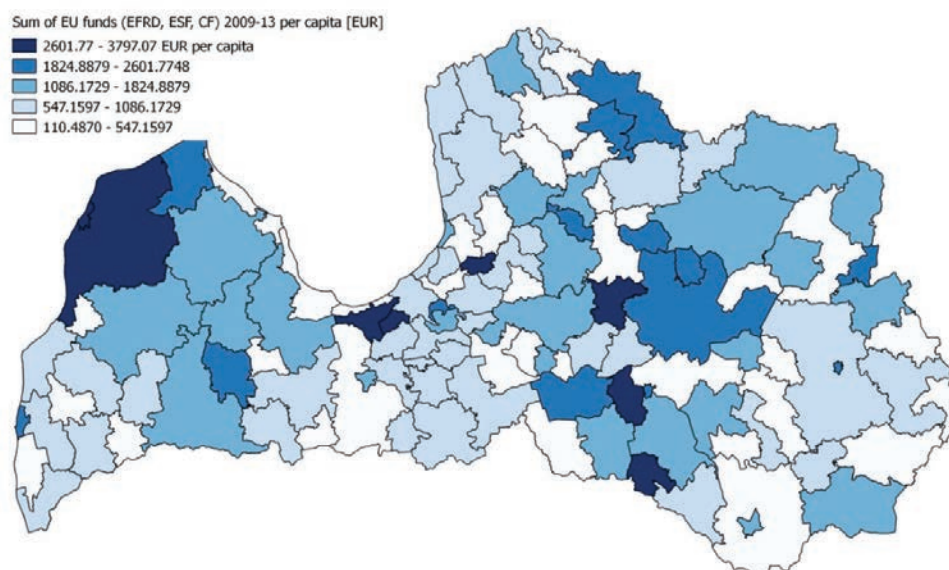 Sum of EU funds (EFRD, ESF, CF) 2009-13 per capita [EUR]
2601.77 - 3797.07 EUR per capita
1824.8879 - 2601.7748
1086.1729 - 1824.8879
547.1597 - 1086.1729
110.4870 - 547.1597